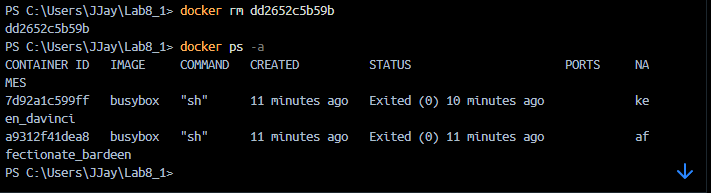 PS C:\Users\JJay\Lab8_1> docker rm dd2652c5b59b
dd2652c5b59b
PS C:\Users\JJay\Lab8_1> docker ps -a
CONTAINER ID   IMAGE     COMMAND   CREATED          STATUS                      PORTS     NA
MES
7d92a1c599ff   busybox   "sh"      11 minutes ago   Exited (0) 10 minutes ago             ke
en_davinci
a9312f41dea8   busybox   "sh"      11 minutes ago   Exited (0) 11 minutes ago             af
fectionate_bardeen
PS C:\Users\JJay\Lab8_1>